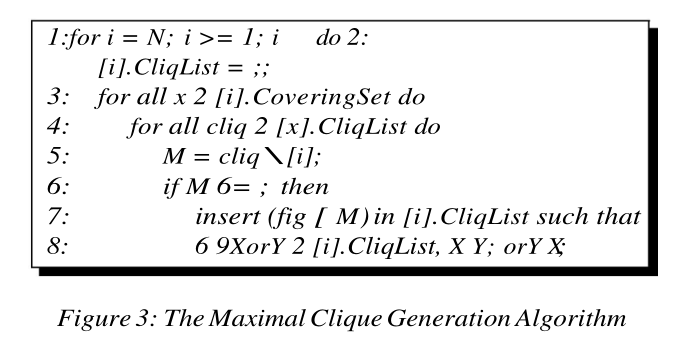 1:for i = N; i >= 1; i do 2:
[i].CliqList = ;;
3: for all x 2 [i].CoveringSet do
4: for all cliq 2 [x].CliqList do
5: M = cliq \ [i];
6: if M 6= ; then
7: insert (fig [ M) in [i].CliqList such that
8: 6 9XorY 2 [i].CliqList, X Y; orY X;
Figure 3: The Maximal Clique Generation Algorithm